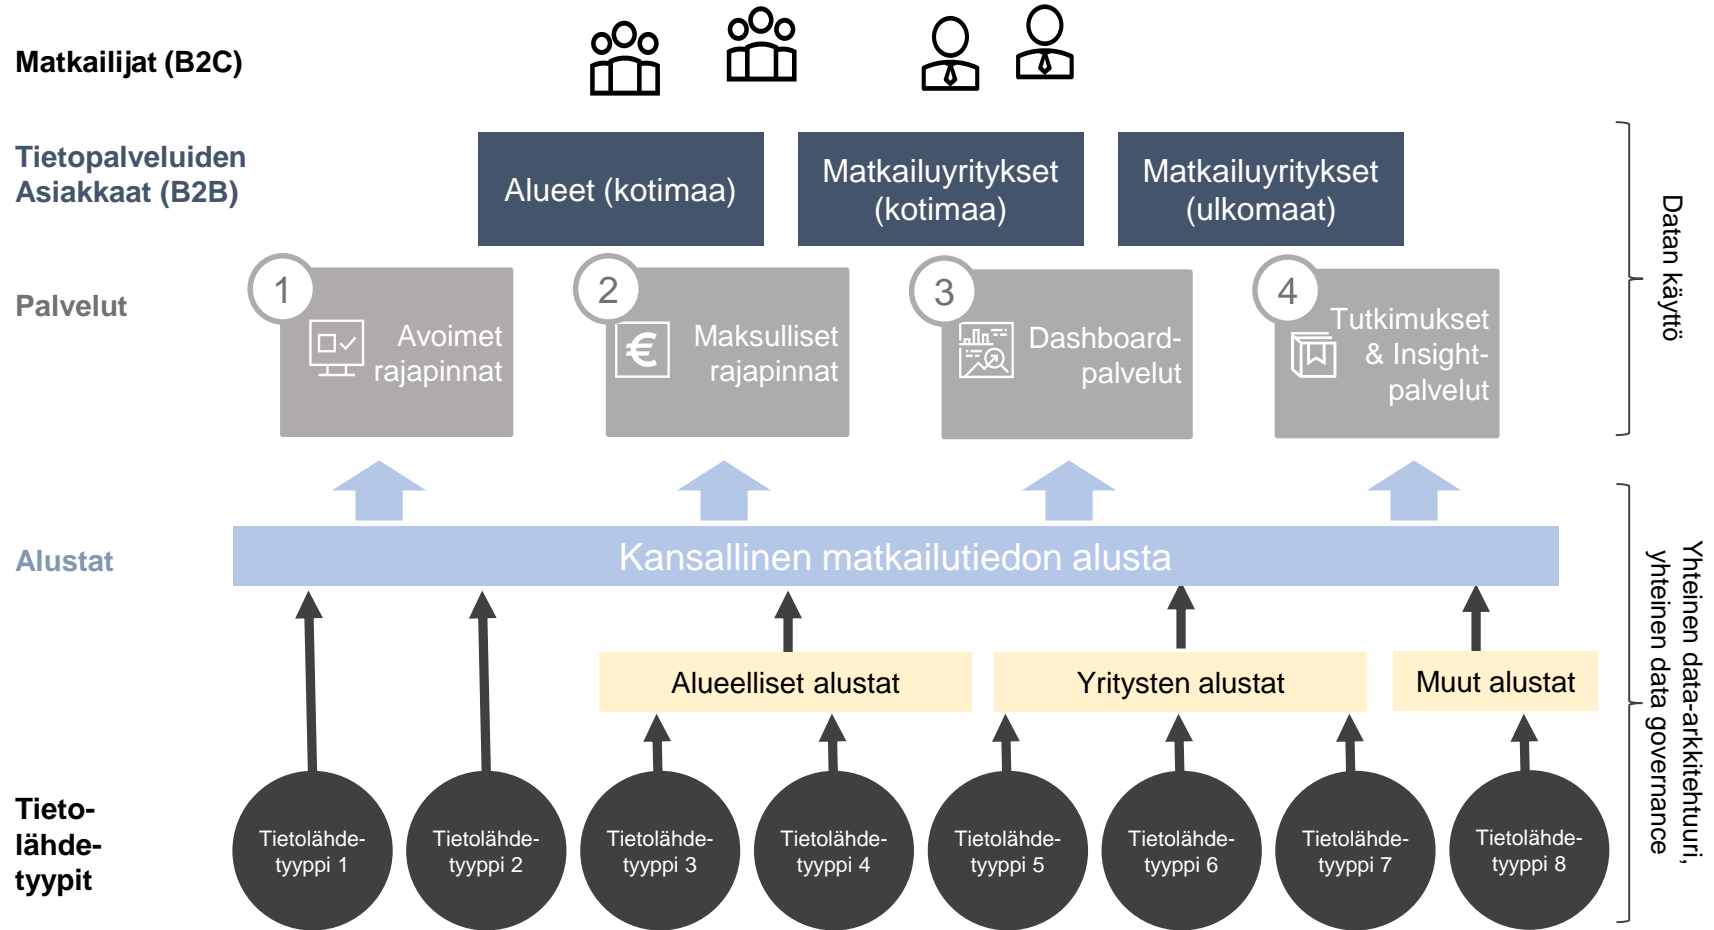 Matkailijat (B2C)
Tietopalveluiden
Asiakkaat (B2B)
Alueet (kotimaa)
Matkailuyritykset
(kotimaa)
Matkailuyritykset
(ulkomaat)
Palvelut
1
Avoimet
rajapinnat
2
€
Maksulliset
rajapinnat
3
Dashboard-
palvelut
4
Tutkimukset
& Insight-
palvelut
Datan käyttö
Alustat
Kansallinen matkailutiedon alusta
Alueelliset alustat
Yritysten alustat
Muut alustat
Yhteinen data-arkkitehtuuri,
yhteinen data governance
Tieto-
lähde-
tyypit
Tietolähde-
tyyppi 1
Tietolähde-
tyyppi 2
Tietolähde-
tyyppi 3
Tietolähde-
tyyppi 4
Tietolähde-
tyyppi 5
Tietolähde-
tyyppi 6
Tietolähde-
tyyppi 7
Tietolähde-
tyyppi 8